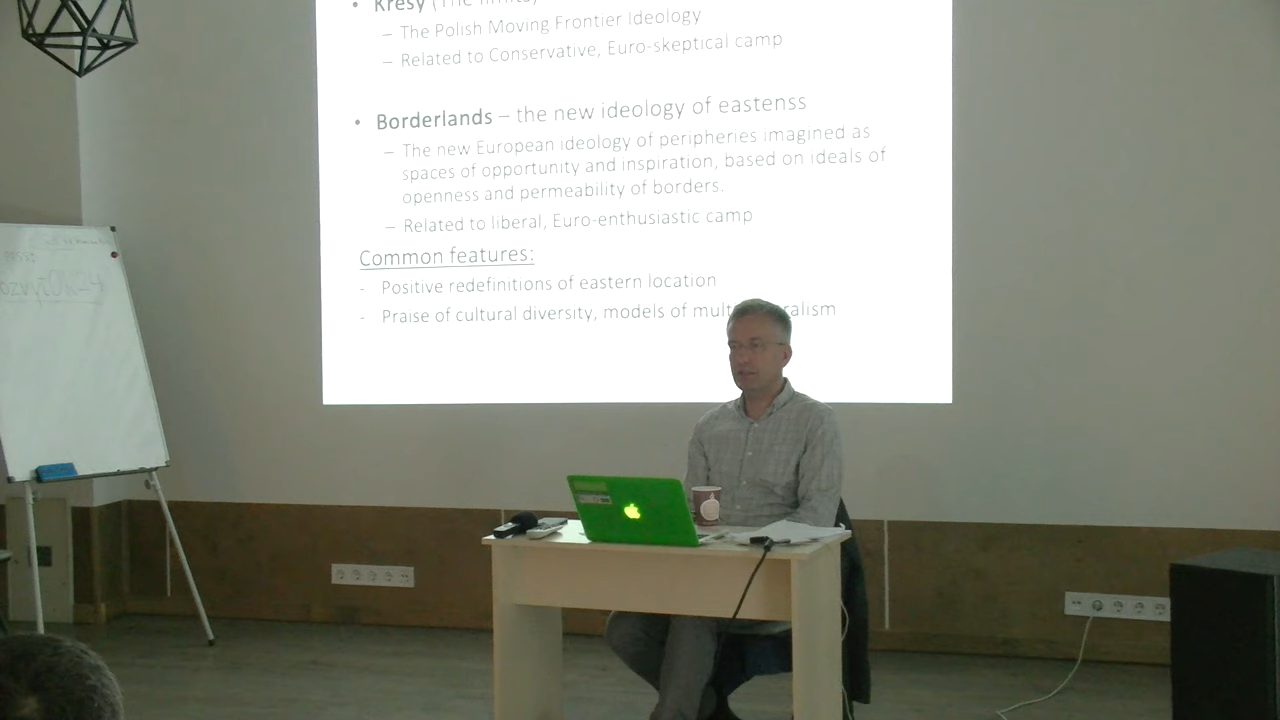 • Kresy
– The Polish Moving Frontier Ideology
– Related to Conservative, Euro-skeptical camp
• Borderlands – the new ideology of eastenss
– The new European ideology of peripheries imagined as
spaces of opportunity and inspiration, based on ideals of
openness and permeability of borders.
– Related to liberal, Euro-enthusiastic camp
Common features:
- Positive redefinitions of eastern location
- Praise of cultural diversity, models of